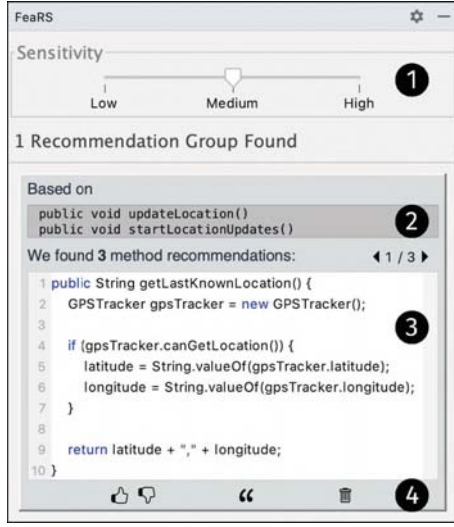 FeaRS
Sensitivity
1
Low Medium High
1 Recommendation Group Found
Based on
public void updateLocation()
public void startLocationUpdates()
2
We found 3 method recommendations: 1 / 3
1 public String getLastKnownLocation() {
2 GPSTracker gpsTracker = new GPSTracker();
3
3
4 if (gpsTracker.canGetLocation()) {
5 latitude = String.valueOf(gpsTracker.latitude);
6 longitude = String.valueOf(gpsTracker.longitude);
7 }
8
9 return latitude + "," + longitude;
10 }
“
4